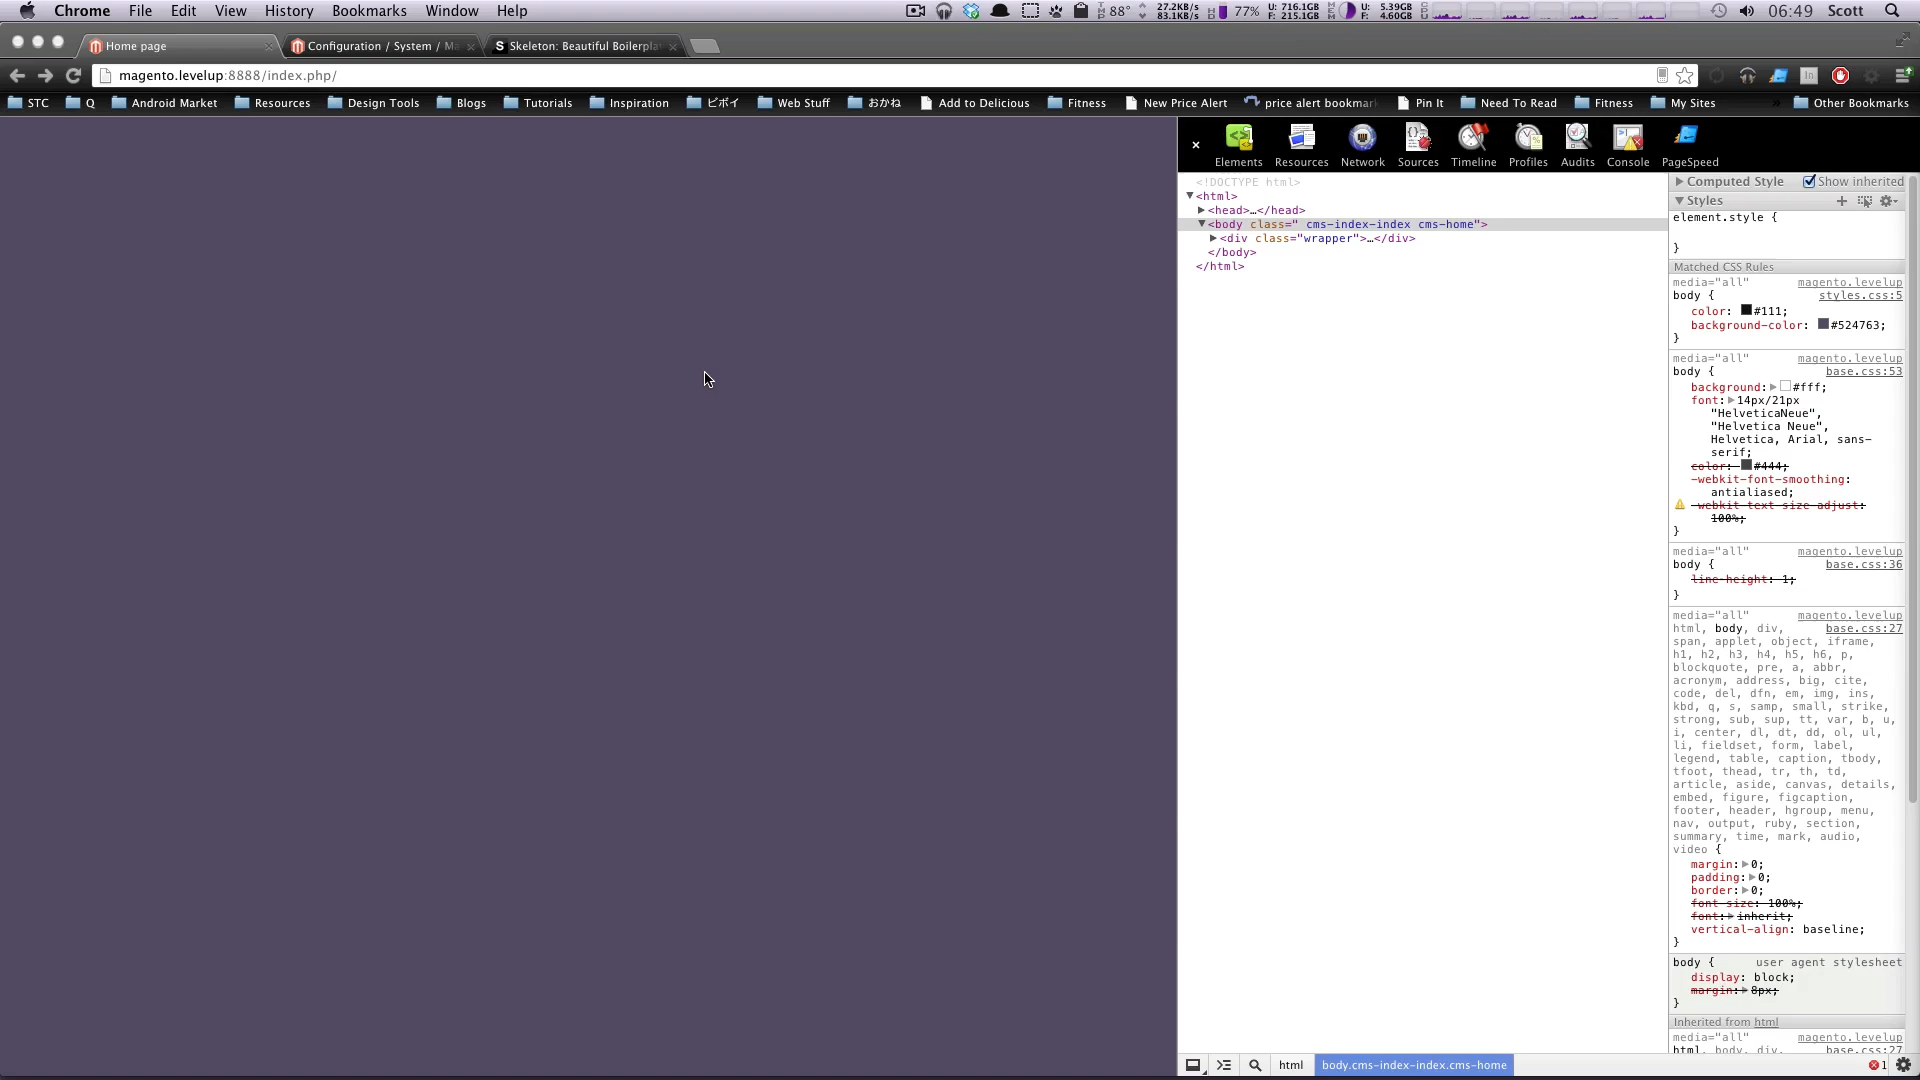 Chrome File Edit View History Bookmarks Window Help 88° 27.2KB/s 83.1KB/s 77% U: 716.1GB F: 215.1GB U: 5.39GB F: 4.60GB 06:49 Scott
Home page Configuration / System / Ma Skeleton: Beautiful Boilerpla
magento.levelup:8888/index.php/
STC Q Android Market Resources Design Tools Blogs Tutorials Inspiration ビボイ Web Stuff おかね Add to Delicious Fitness New Price Alert price alert bookmar Pin It Need To Read Fitness My Sites » Other Bookmarks
× Elements Resources Network Sources Timeline Profiles Audits Console PageSpeed
<!DOCTYPE html>
<html>
<head>…</head>
<body class=" cms-index-index cms-home">
<div class="wrapper">…</div>
</body>
</html>
Computed Style Show inherited
Styles
element.style {
}
Matched CSS Rules
media="all" magento.levelup
body { styles.css:5
color: #111;
background-color: #524763;
}
media="all" magento.levelup
body { base.css:53
background: #fff;
font: 14px/21px
"HelveticaNeue",
"Helvetica Neue",
Helvetica, Arial, sans-
serif;
color: #444;
-webkit-font-smoothing:
antialiased;
-webkit-text-size-adjust:
100%;
}
media="all" magento.levelup
body { base.css:36
line-height: 1;
}
media="all" magento.levelup
html, body, div, base.css:27
span, applet, object, iframe,
h1, h2, h3, h4, h5, h6, p,
blockquote, pre, a, abbr,
acronym, address, big, cite,
code, del, dfn, em, img, ins,
kbd, q, s, samp, small, strike,
strong, sub, sup, tt, var, b, u,
i, center, dl, dt, dd, ol, ul,
li, fieldset, form, label,
legend, table, caption, tbody,
tfoot, thead, tr, th, td,
article, aside, canvas, details,
embed, figure, figcaption,
footer, header, hgroup, menu,
nav, output, ruby, section,
summary, time, mark, audio,
video {
margin: 0;
padding: 0;
border: 0;
font-size: 100%;
font: inherit;
vertical-align: baseline;
}
body { user agent stylesheet
display: block;
margin: 8px;
}
Inherited from html
media="all" magento.levelup
html, body, div, base.css:27
html body.cms-index-index.cms-home 1